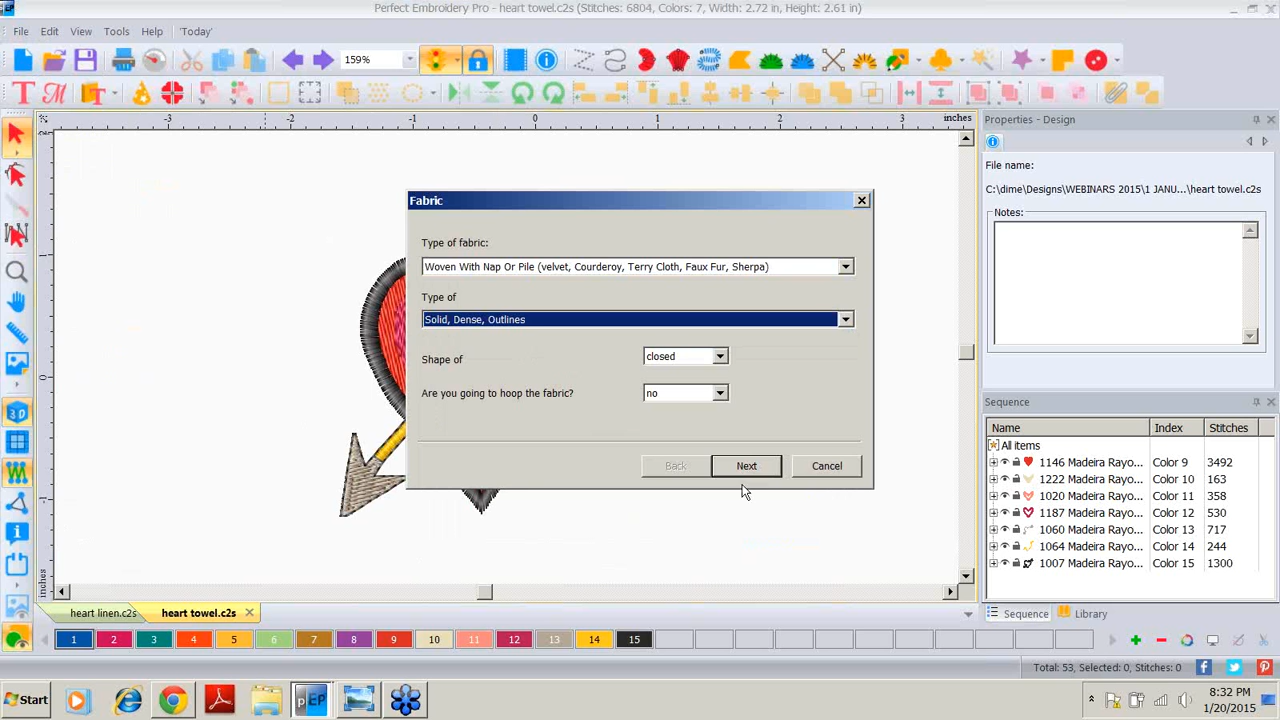 Perfect Embroidery Pro - heart towel.c2s (Stitches: 6804, Colors: 7, Width: 2.72 in, Height: 2.61 in)
File Edit View Tools Help 'Today'
159%
-3 -2 -1 0 1 2 3 inches
Properties - Design
File name:
C:\dime\Designs\WEBINARS 2015\1 JANU...\heart towel.c2s
Notes:
Fabric
Type of fabric:
Woven With Nap Or Pile (velvet, Courderoy, Terry Cloth, Faux Fur, Sherpa)
Type of
Solid, Dense, Outlines
Shape of closed
Are you going to hoop the fabric? no
Back Next Cancel
Sequence
Name Index Stitches
All items
1146 Madeira Rayo... Color 9 3492
1222 Madeira Rayo... Color 10 163
1020 Madeira Rayo... Color 11 358
1187 Madeira Rayo... Color 12 530
1060 Madeira Rayo... Color 13 717
1064 Madeira Rayo... Color 14 244
1007 Madeira Rayo... Color 15 1300
inches
heart linen.c2s heart towel.c2s
Sequence Library
1 2 3 4 5 6 7 8 9 10 11 12 13 14 15
Total: 53, Selected: 0, Stitches: 0
Start
8:32 PM
1/20/2015